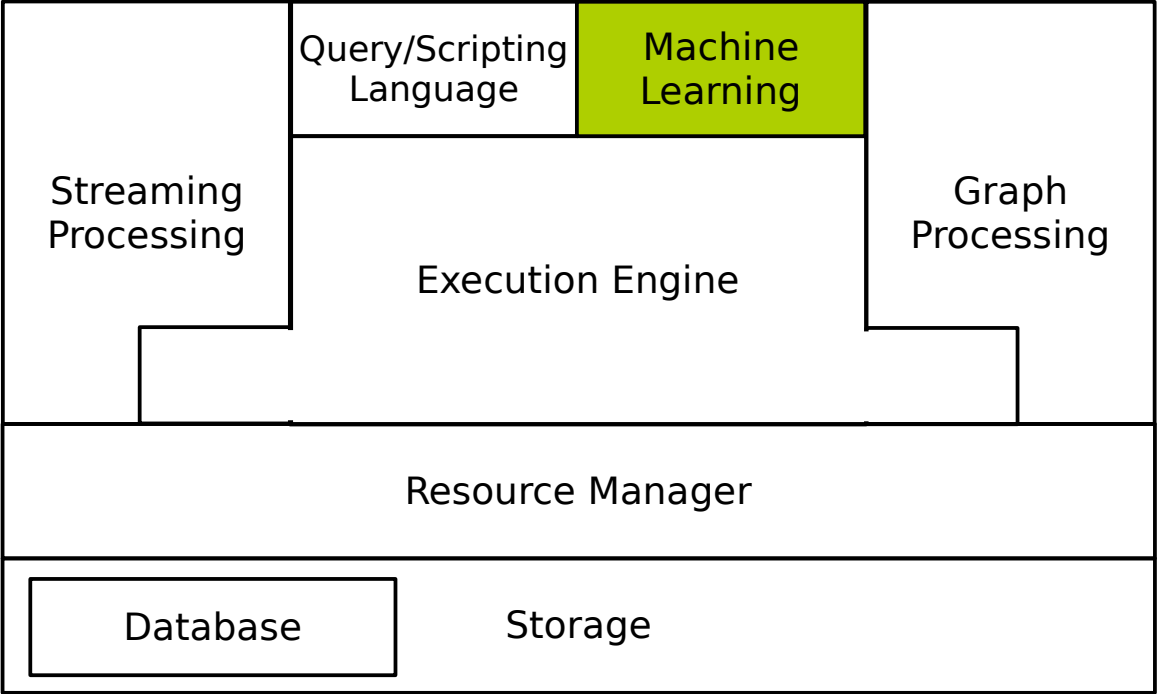 Query/Scripting
Language
Machine
Learning
Streaming
Processing
Graph
Processing
Execution Engine
Resource Manager
Database
Storage